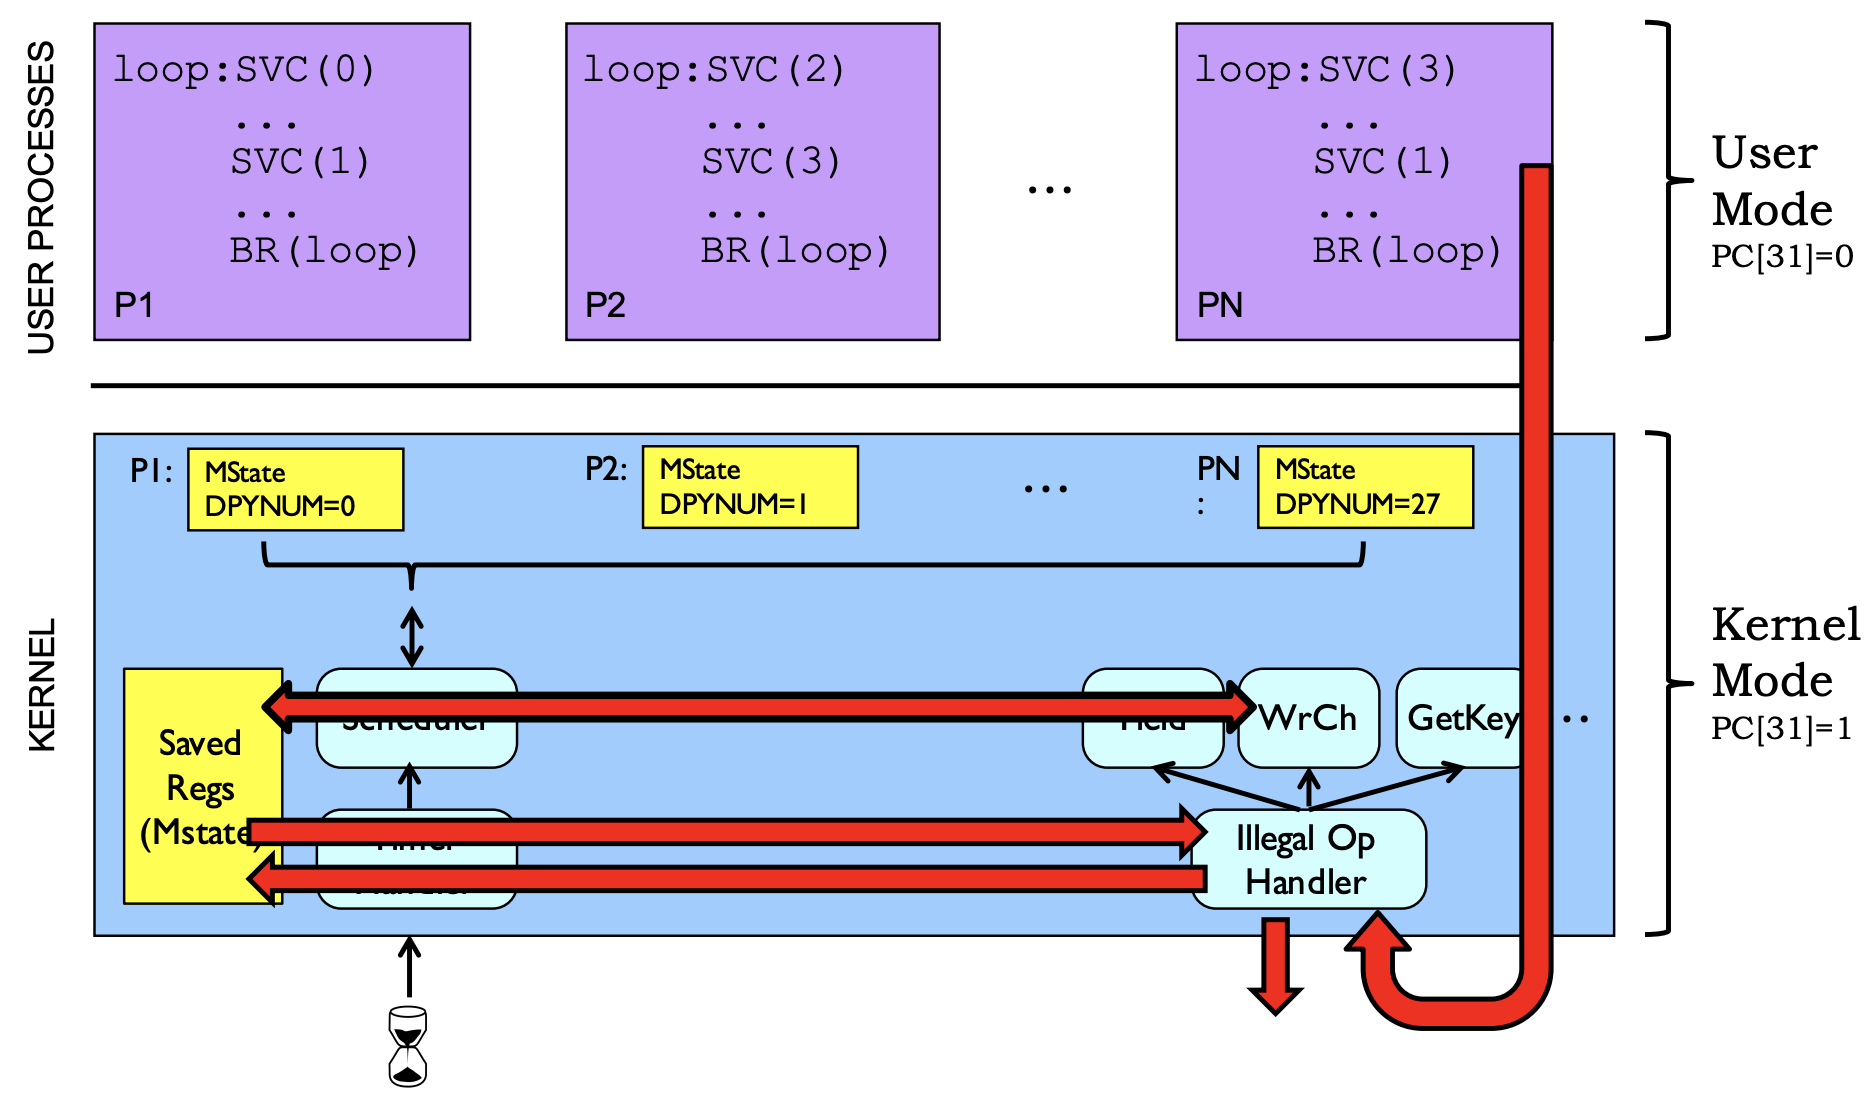 USER PROCESSES
loop:SVC(0)
...
SVC(1)
...
BR(loop)
P1
loop:SVC(2)
...
SVC(3)
...
BR(loop)
P2
...
loop:SVC(3)
...
SVC(1)
...
BR(loop)
PN
User
Mode
PC[31]=0
KERNEL
P1:
MState
DPYNUM=0
P2:
MState
DPYNUM=1
...
PN
:
MState
DPYNUM=27
Saved
Regs
(Mstate)
Scheduler
WrCh
GetKey
..
Illegal Op
Handler
Kernel
Mode
PC[31]=1